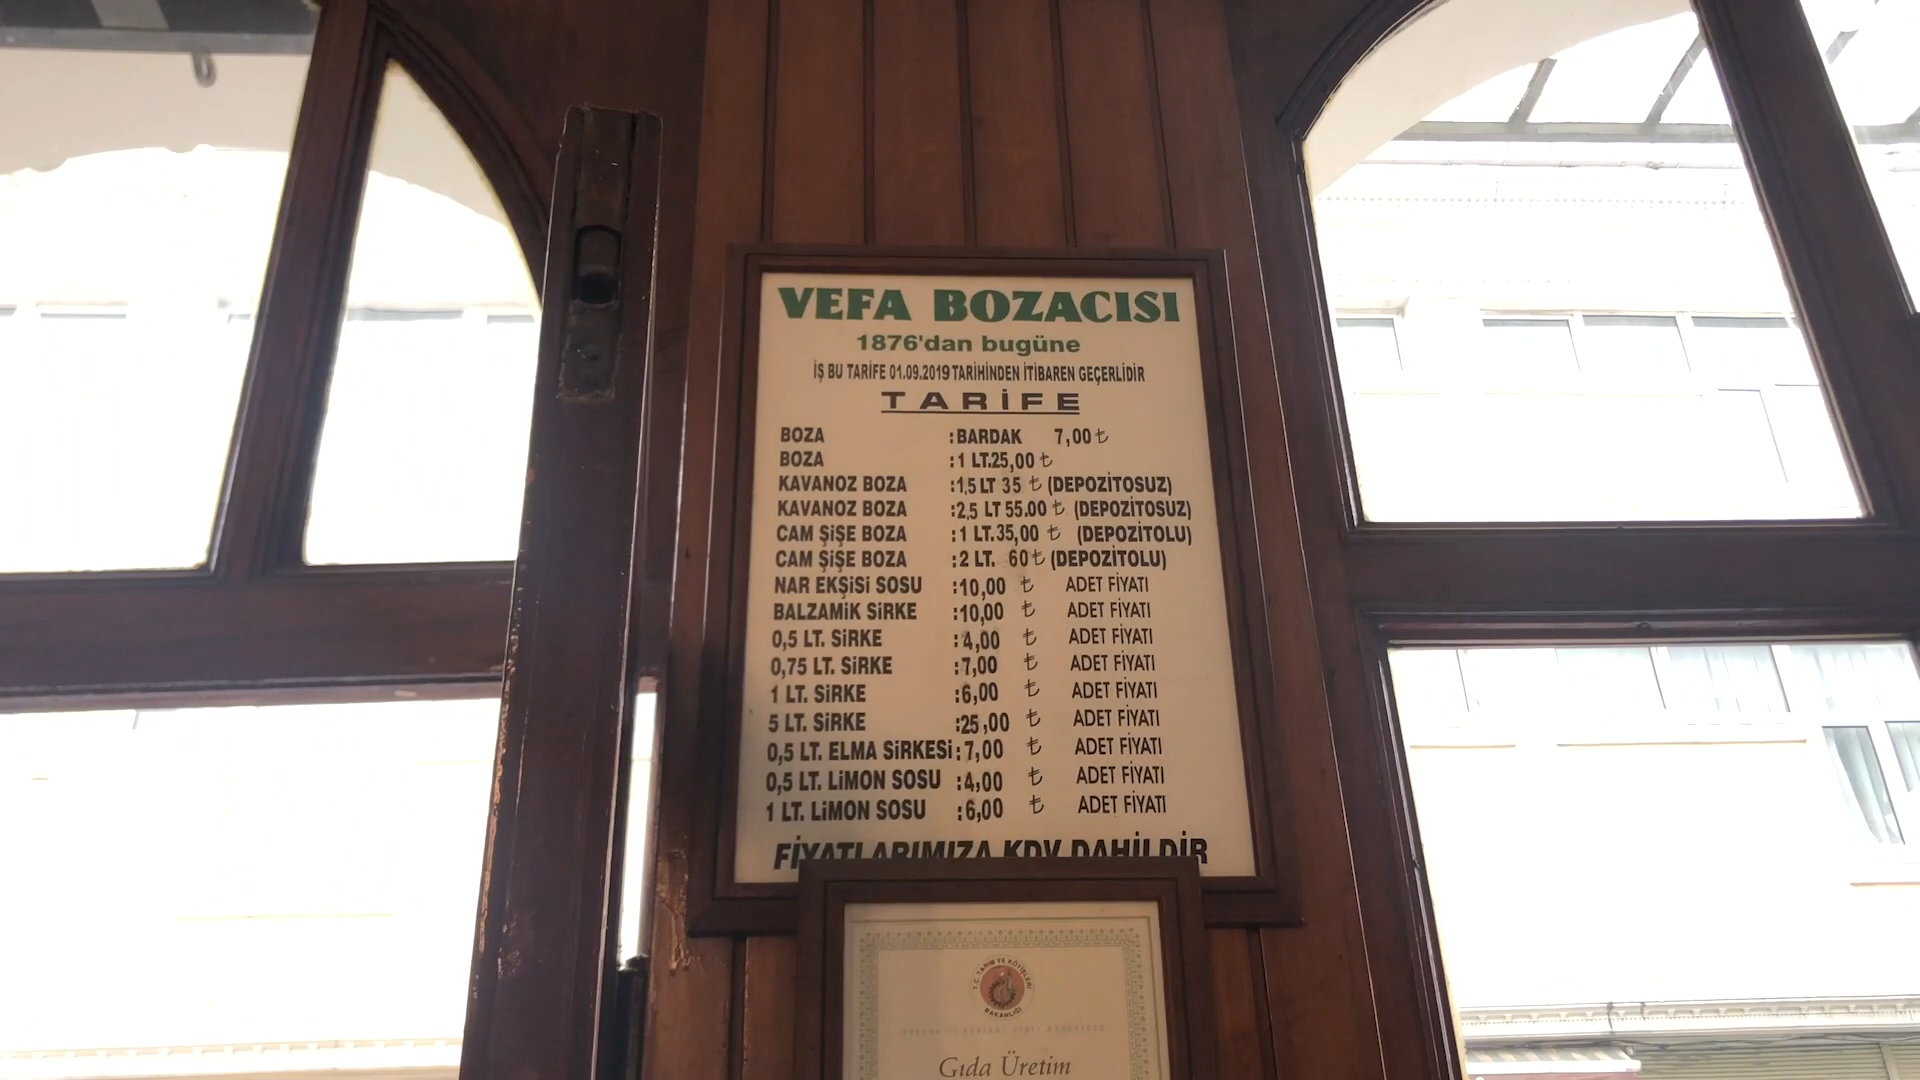 VEFA BOZACISI
1876'dan bugüne
İŞ BU TARİFE 01.09.2019 TARİHİNDEN İTİBAREN GEÇERLİDİR
TARİFE
BOZA :BARDAK 7,00 ₺
BOZA :1 LT.25,00 ₺
KAVANOZ BOZA :1,5 LT 35 ₺ (DEPOZİTOSUZ)
KAVANOZ BOZA :2,5 LT 55.00 ₺ (DEPOZİTOSUZ)
CAM ŞİŞE BOZA :1 LT.35,00 ₺ (DEPOZİTOLU)
CAM ŞİŞE BOZA :2 LT. 60 ₺ (DEPOZİTOLU)
NAR EKŞİSİ SOSU :10,00 ₺ ADET FİYATI
BALZAMİK SİRKE :10,00 ₺ ADET FİYATI
0,5 LT. SİRKE :4,00 ₺ ADET FİYATI
0,75 LT. SİRKE :7,00 ₺ ADET FİYATI
1 LT. SİRKE :6,00 ₺ ADET FİYATI
5 LT. SİRKE :25,00 ₺ ADET FİYATI
0,5 LT. ELMA SİRKESİ :7,00 ₺ ADET FİYATI
0,5 LT. LİMON SOSU :4,00 ₺ ADET FİYATI
1 LT. LİMON SOSU :6,00 ₺ ADET FİYATI
FİYATLARIMIZA KDV DAHİLDİR
T.C. TARIM VE KÖYİŞLERİ
BAKANLIĞI
Gıda Üretim